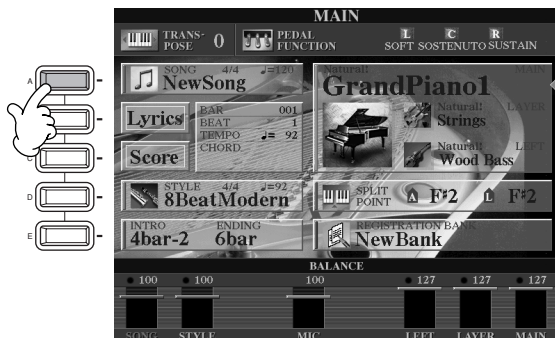 MAIN
TRANS-
POSE 0 PEDAL
FUNCTION L C R
SOFT SOSTENUTO SUSTAIN
A
D
E
SONG 4/4 ♩=120
NewSong
Lyrics
Score
BAR 001
BEAT 1
TEMPO ♩= 92
CHORD
STYLE 4/4 ♩=92
8BeatModern
INTRO ENDING
4bar-2 6bar
Natural! MAIN
GrandPiano1
Natural! LAYER
Strings
Natural! LEFT
Wood Bass
SPLIT
POINT A F♯2 L F♯2
REGISTRATION BANK
NewBank
BALANCE
100 100 100 127 127 127
SONG STYLE MIC LEFT LAYER MAIN